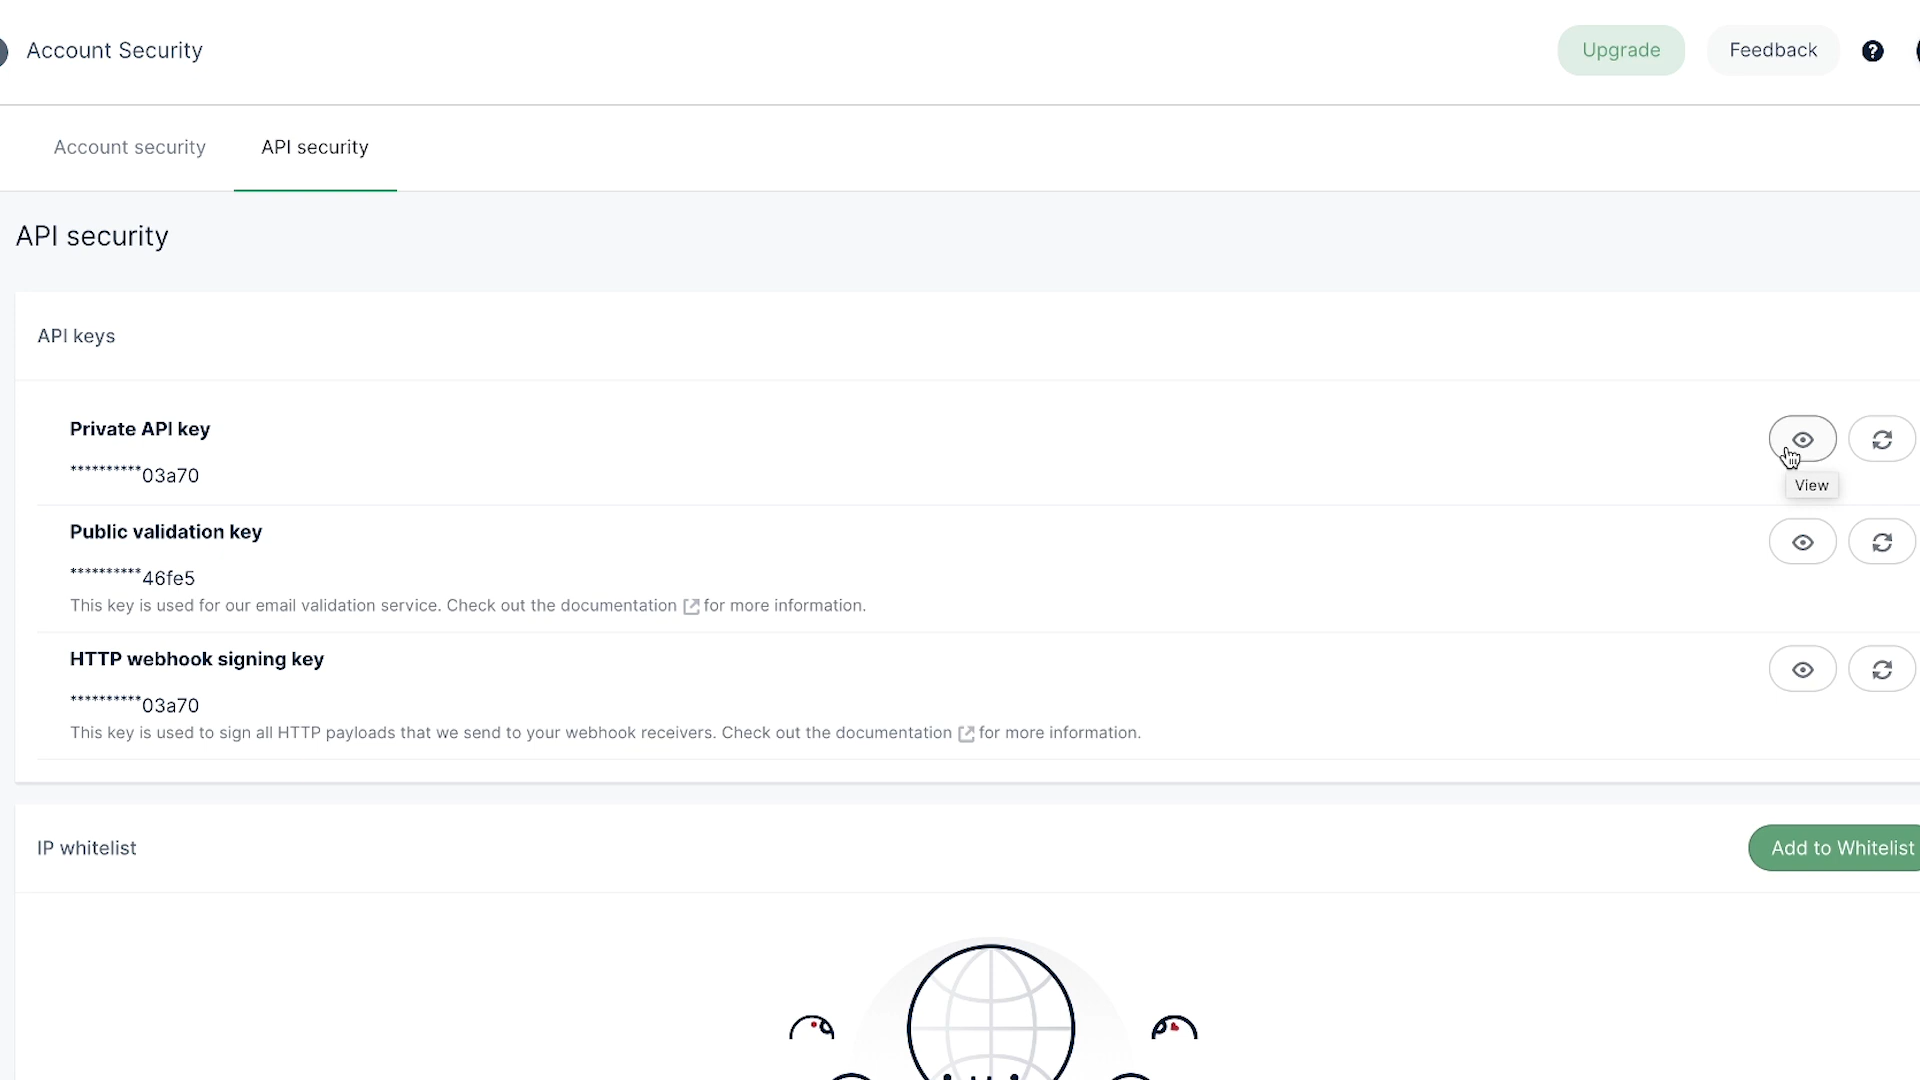 Account Security
Upgrade
Feedback
?
Account security
API security
API security
API keys
Private API key
**********03a70
View
Public validation key
**********46fe5
This key is used for our email validation service. Check out the documentation for more information.
HTTP webhook signing key
**********03a70
This key is used to sign all HTTP payloads that we send to your webhook receivers. Check out the documentation for more information.
IP whitelist
Add to Whitelist